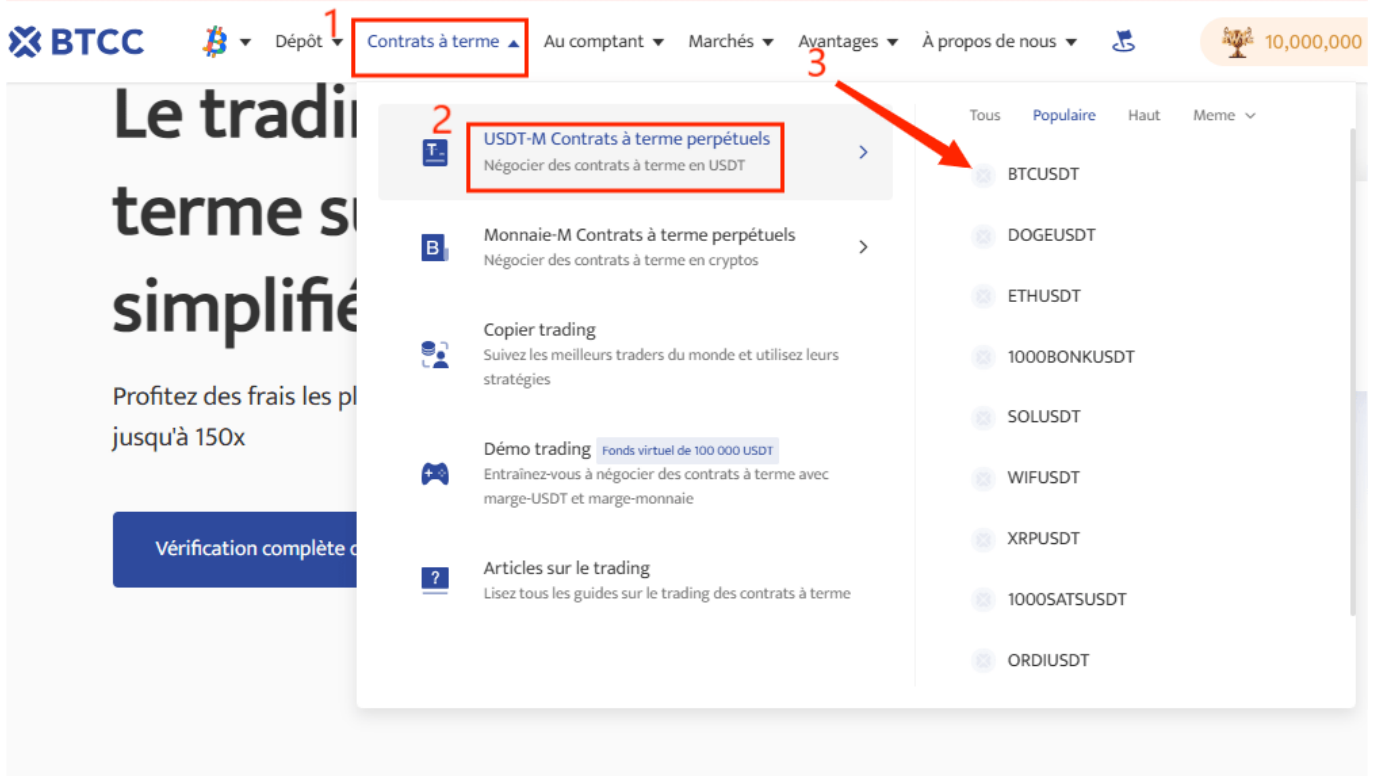 1
BTCC
Dépôt
Contrats à terme
Au comptant
Marchés
Avantages
À propos de nous
10,000,000
3
Le tradi
terme s
simplifié
Profitez des frais les pl
jusqu'à 150x
Vérification complète
2
USDT-M Contrats à terme perpétuels
Négocier des contrats à terme en USDT
Monnaie-M Contrats à terme perpétuels
Négocier des contrats à terme en cryptos
Copier trading
Suivez les meilleurs traders du monde et utilisez leurs
stratégies
Démo trading Fonds virtuel de 100 000 USDT
Entraînez-vous à négocier des contrats à terme avec
marge-USDT et marge-monnaie
Articles sur le trading
Lisez tous les guides sur le trading des contrats à terme
Tous Populaire Haut Meme
BTCUSDT
DOGEUSDT
ETHUSDT
1000BONKUSDT
SOLUSDT
WIFUSDT
XRPUSDT
1000SATSUSDT
ORDIUSDT